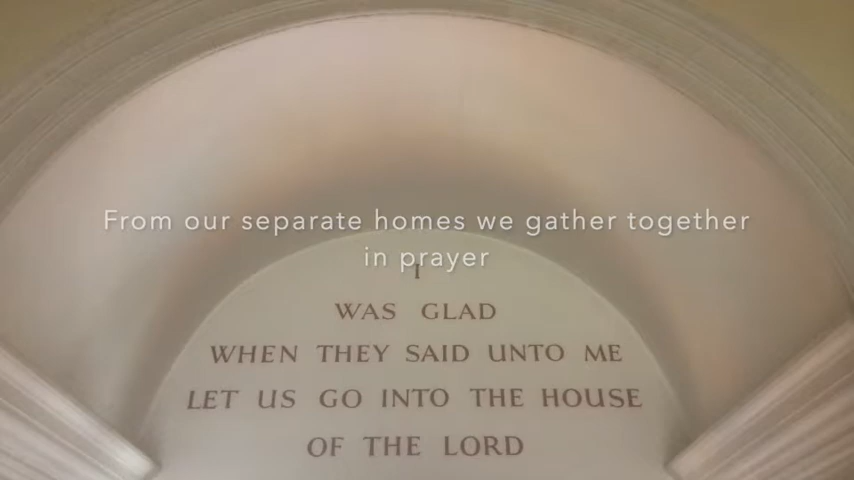 From our separate homes we gather together
in prayer
I
WAS GLAD
WHEN THEY SAID UNTO ME
LET US GO INTO THE HOUSE
OF THE LORD